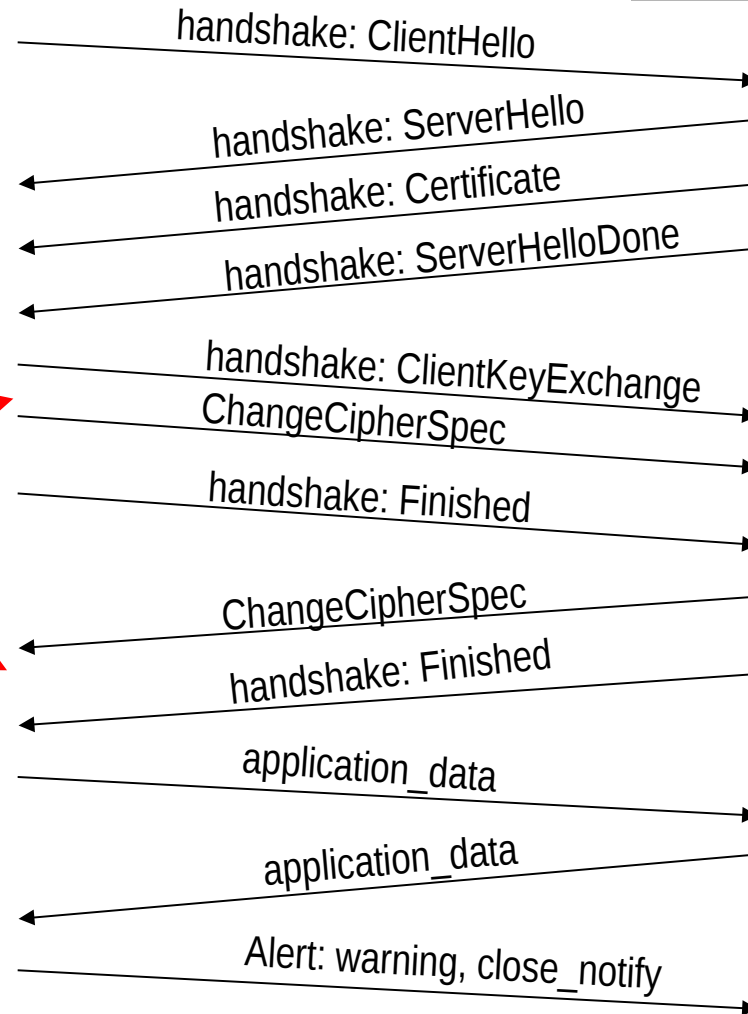 handshake: ClientHello
handshake: ServerHello
handshake: Certificate
handshake: ServerHelloDone
handshake: ClientKeyExchange
ChangeCipherSpec
handshake: Finished
ChangeCipherSpec
handshake: Finished
application_data
application_data
Alert: warning, close_notify